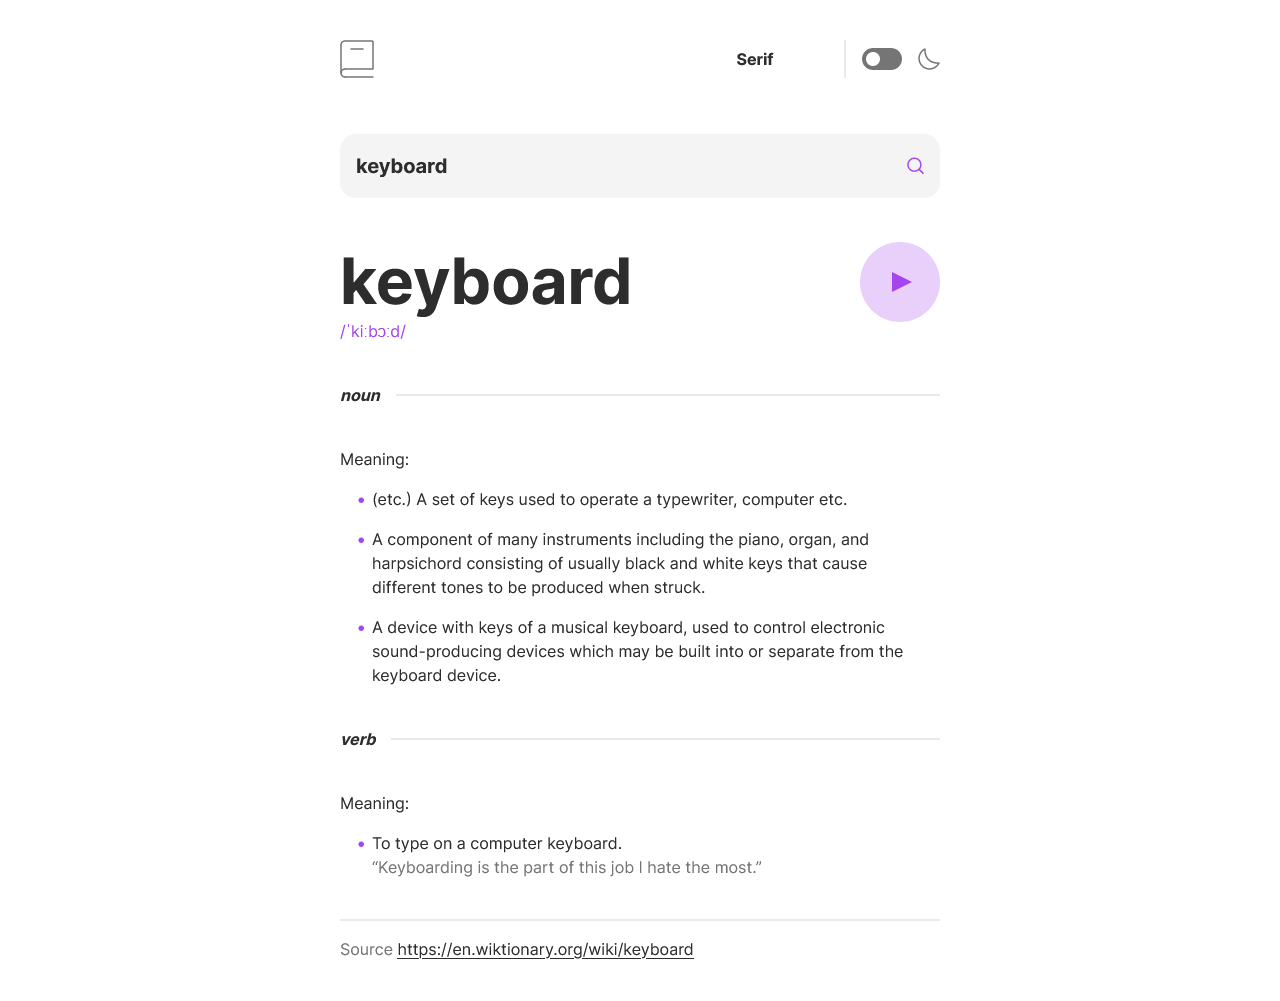 Serif
keyboard
keyboard
/ˈkiːbɔːd/
noun
Meaning:
• (etc.) A set of keys used to operate a typewriter, computer etc.
• A component of many instruments including the piano, organ, and
harpsichord consisting of usually black and white keys that cause
different tones to be produced when struck.
• A device with keys of a musical keyboard, used to control electronic
sound-producing devices which may be built into or separate from the
keyboard device.
verb
Meaning:
• To type on a computer keyboard.
“Keyboarding is the part of this job I hate the most.”
Source https://en.wiktionary.org/wiki/keyboard